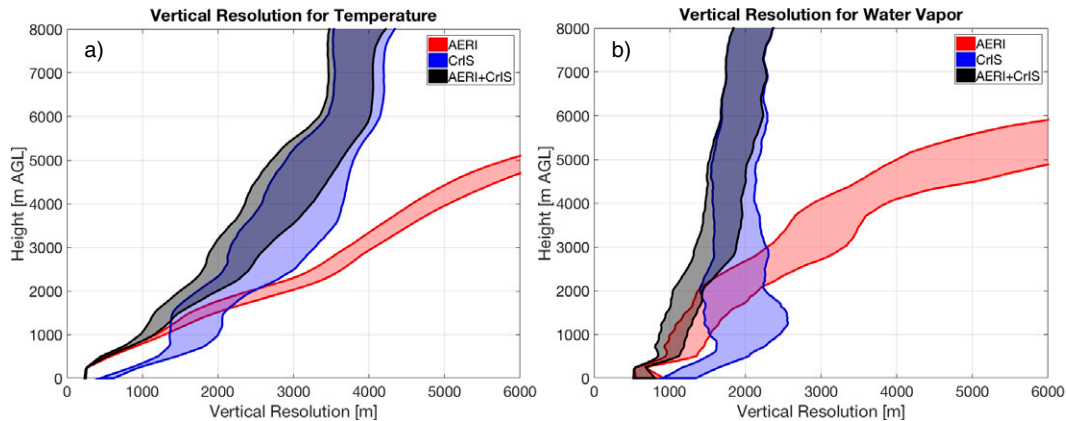 Vertical Resolution for Temperature
a)
AERI
CrIS
AERI+CrIS
8000
7000
6000
5000
4000
3000
2000
1000
0
Height [m AGL]
0 1000 2000 3000 4000 5000 6000
Vertical Resolution [m]
Vertical Resolution for Water Vapor
b)
AERI
CrIS
AERI+CrIS
8000
7000
6000
5000
4000
3000
2000
1000
0
Height [m AGL]
0 1000 2000 3000 4000 5000 6000
Vertical Resolution [m]